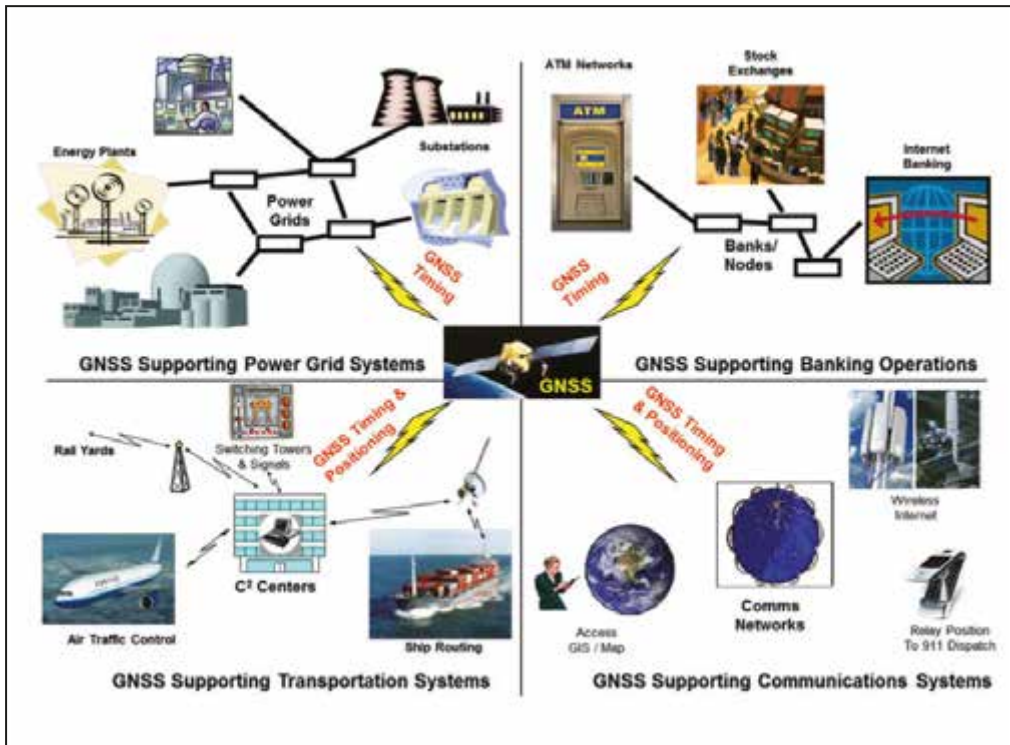 Energy Plants
Power
Grids
Substations
GNSS
Timing
GNSS Supporting Power Grid Systems
ATM Networks
ATM
Stock
Exchanges
Internet
Banking
Banks/
Nodes
GNSS
Timing
GNSS Supporting Banking Operations
GNSS
Rail Yards
Switching Towers
& Signals
GNSS Timing &
Positioning
C² Centers
Air Traffic Control
Ship Routing
GNSS Supporting Transportation Systems
GNSS Timing
& Positioning
Wireless
Internet
Access
GIS / Map
Comms
Networks
Relay Position
To 911 Dispatch
GNSS Supporting Communications Systems